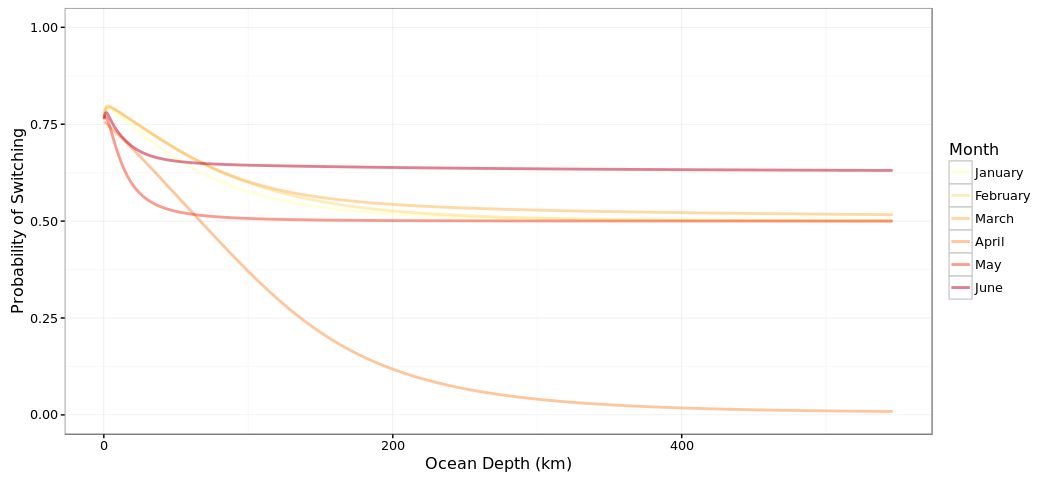 1.00
0.75
0.50
0.25
0.00
Probability of Switching
0
200
400
Ocean Depth (km)
Month
January
February
March
April
May
June